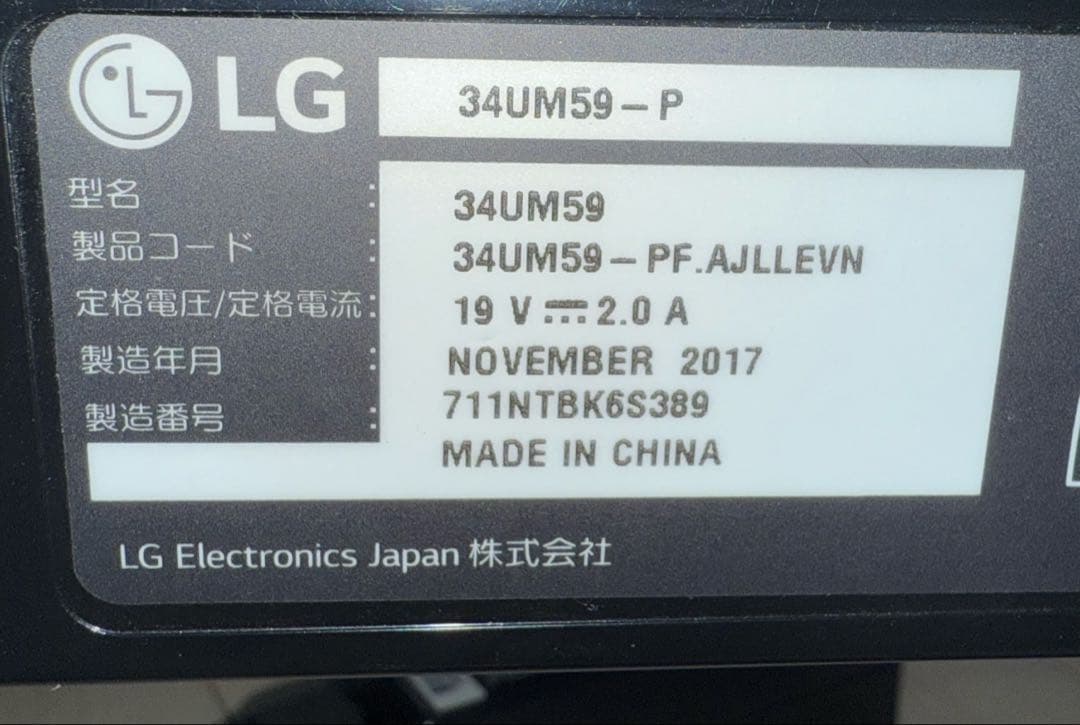 LG 34UM59-P
型名 : 34UM59
製品コード : 34UM59-PF.AJLLEVN
定格電圧/定格電流 : 19 V ⎓ 2.0 A
製造年月 : NOVEMBER 2017
製造番号 : 711NTBK6S389
MADE IN CHINA
LG Electronics Japan 株式会社